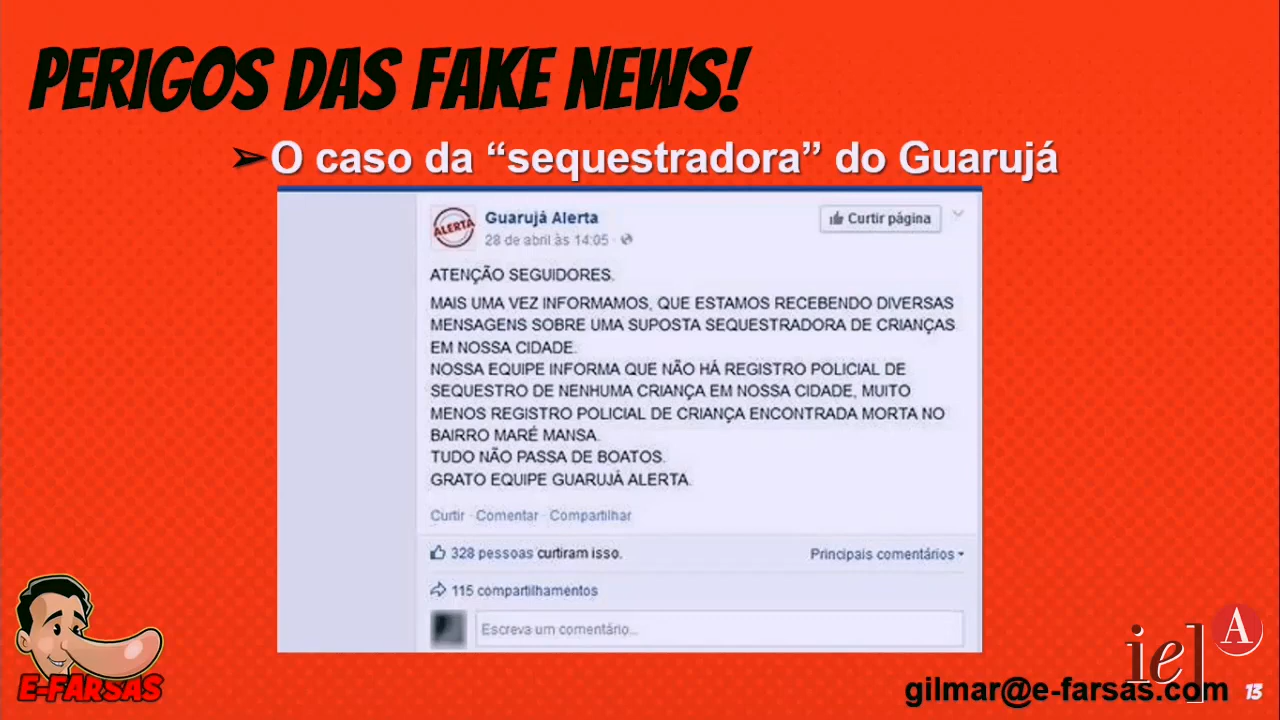 PERIGOS DAS FAKE NEWS!
➢O caso da “sequestradora” do Guarujá
ALERTA
Guarujá Alerta
28 de abril às 14:05 ·
Curtir página
ATENÇÃO SEGUIDORES.
MAIS UMA VEZ INFORMAMOS, QUE ESTAMOS RECEBENDO DIVERSAS
MENSAGENS SOBRE UMA SUPOSTA SEQUESTRADORA DE CRIANÇAS
EM NOSSA CIDADE.
NOSSA EQUIPE INFORMA QUE NÃO HÁ REGISTRO POLICIAL DE
SEQUESTRO DE NENHUMA CRIANÇA EM NOSSA CIDADE, MUITO
MENOS REGISTRO POLICIAL DE CRIANÇA ENCONTRADA MORTA NO
BAIRRO MARÉ MANSA.
TUDO NÃO PASSA DE BOATOS.
GRATO EQUIPE GUARUJÁ ALERTA.
Curtir · Comentar · Compartilhar
328 pessoas curtiram isso.
Principais comentários
115 compartilhamentos
Escreva um comentário...
E-FARSAS
ie] A
gilmar@e-farsas.com
13